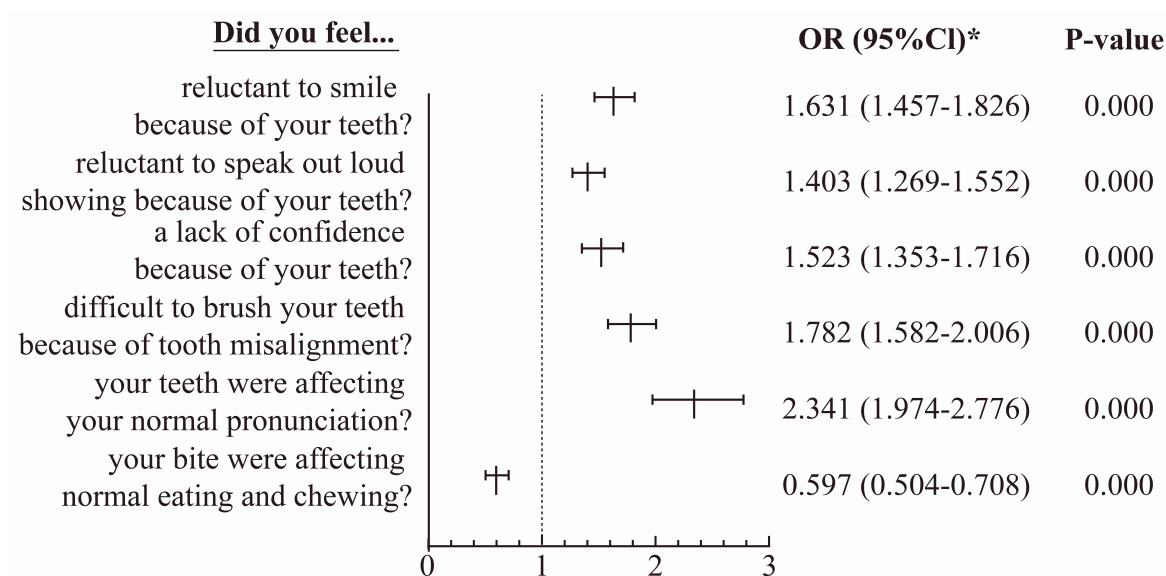 Did you feel... OR (95%Cl)* P-value
reluctant to smile
because of your teeth? 1.631 (1.457-1.826) 0.000
reluctant to speak out loud
showing because of your teeth? 1.403 (1.269-1.552) 0.000
a lack of confidence
because of your teeth? 1.523 (1.353-1.716) 0.000
difficult to brush your teeth
because of tooth misalignment? 1.782 (1.582-2.006) 0.000
your teeth were affecting
your normal pronunciation? 2.341 (1.974-2.776) 0.000
your bite were affecting
normal eating and chewing? 0.597 (0.504-0.708) 0.000
0 1 2 3